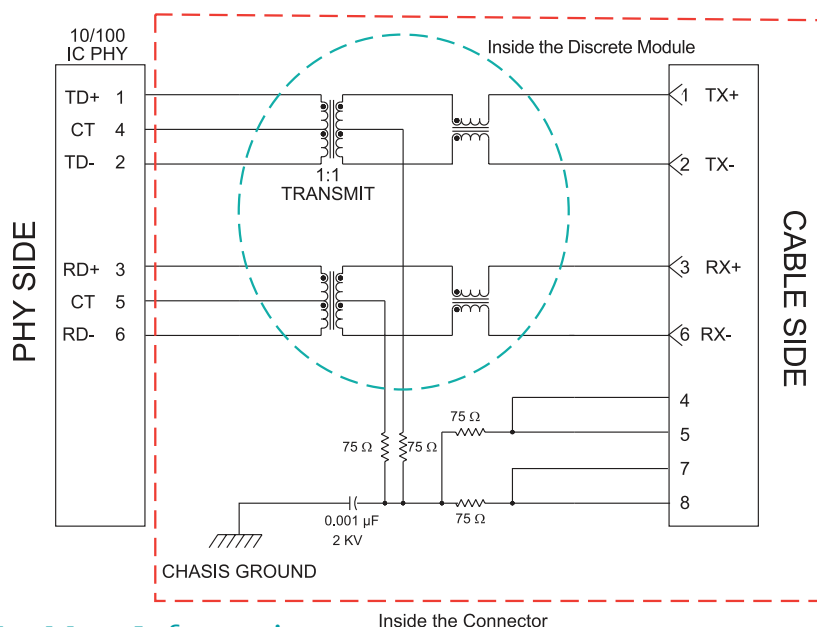 10/100
IC PHY
Inside the Discrete Module
TD+ 1
CT 4
TD- 2
1:1
TRANSMIT
1 TX+
2 TX-
PHY SIDE
RD+ 3
CT 5
RD- 6
3 RX+
6 RX-
CABLE SIDE
4
5
7
8
75 Ω
75 Ω
75 Ω
75 Ω
0.001 µF
2 KV
CHASIS GROUND
Inside the Connector